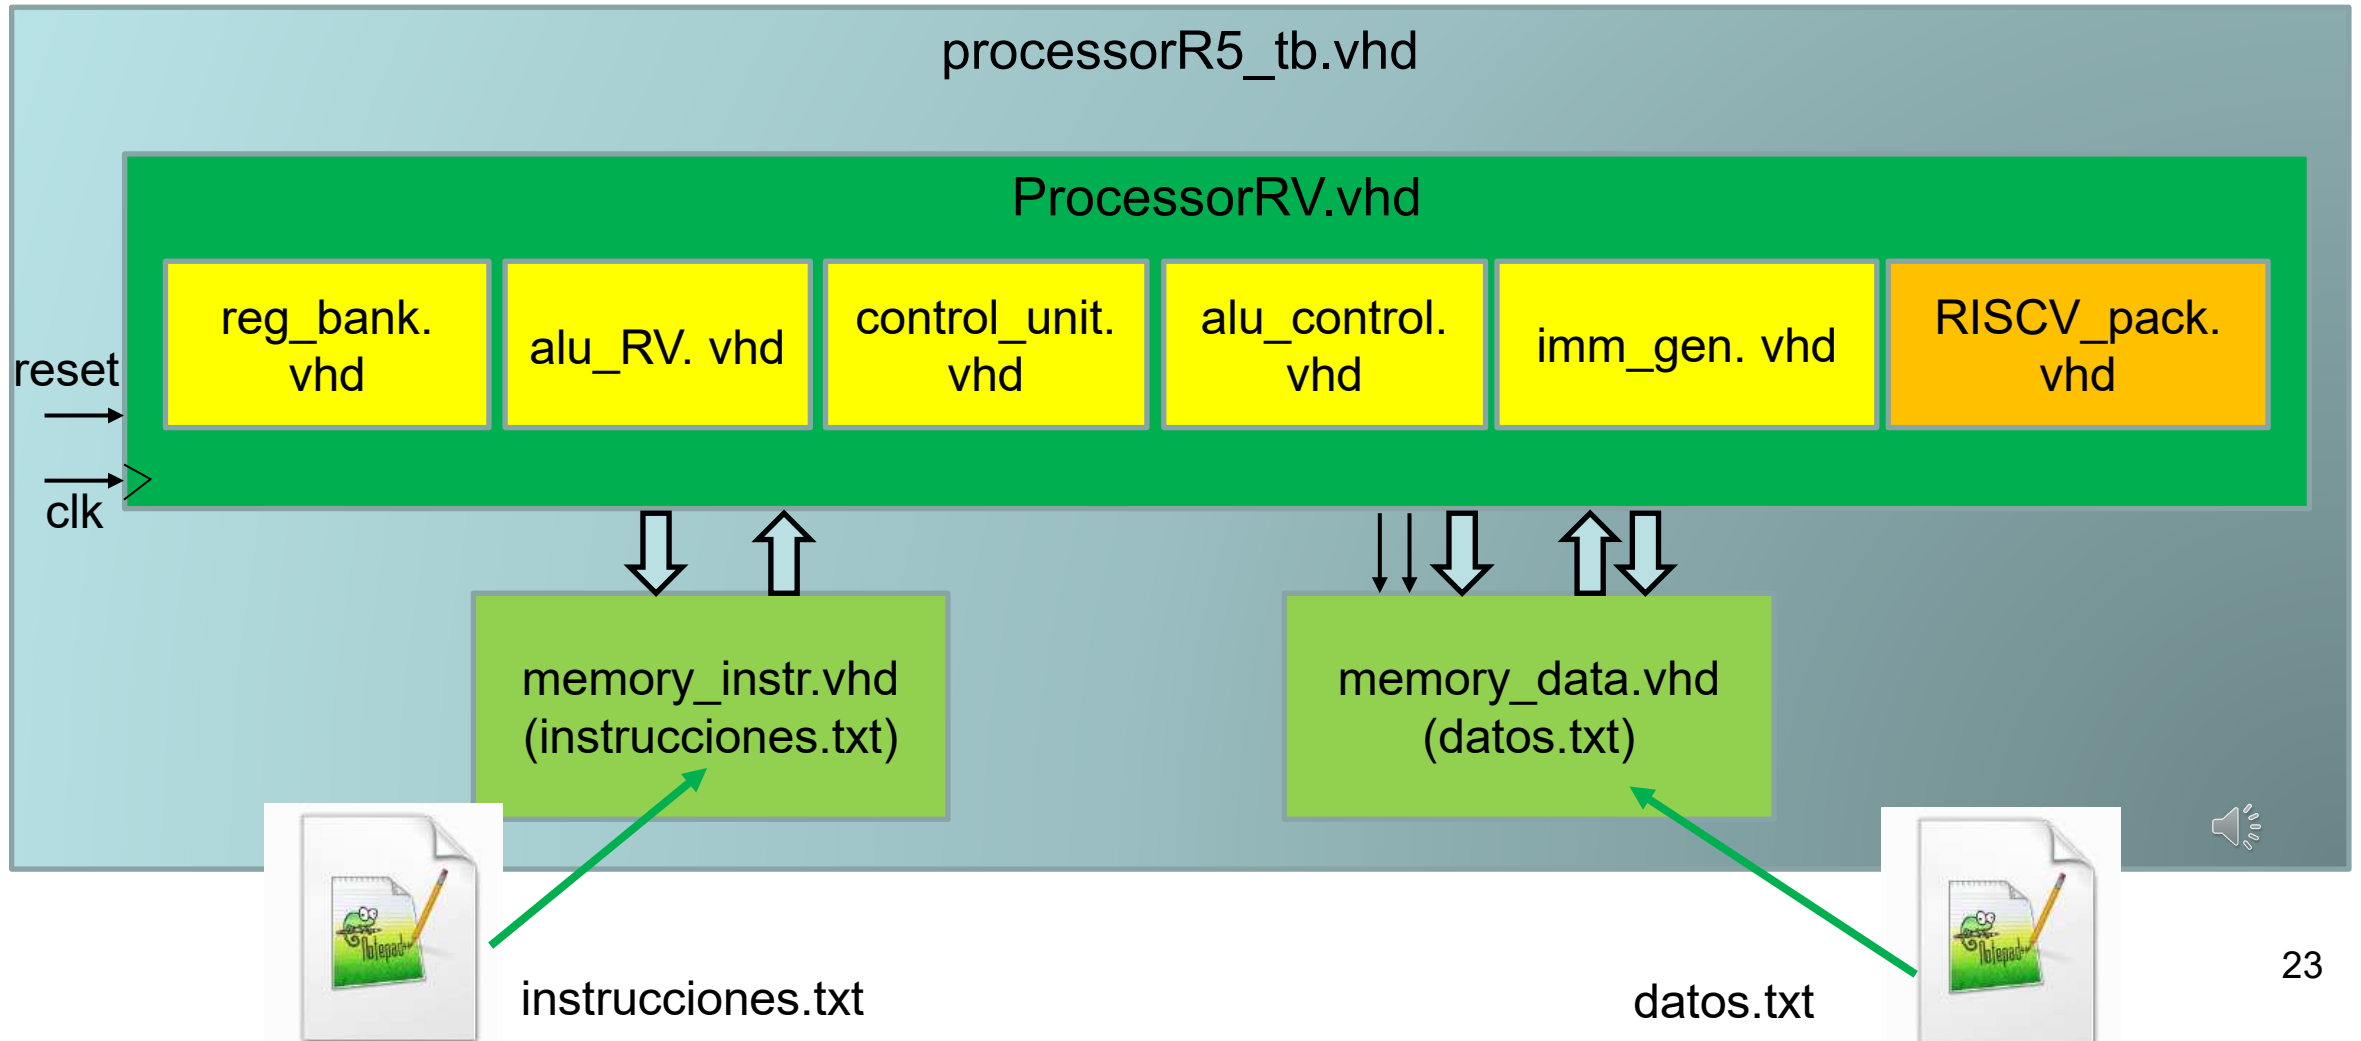 processorR5_tb.vhd
ProcessorRV.vhd
reg_bank.
vhd
alu_RV. vhd
control_unit.
vhd
alu_control.
vhd
imm_gen. vhd
RISCV_pack.
vhd
reset
clk
memory_instr.vhd
(instrucciones.txt)
memory_data.vhd
(datos.txt)
instrucciones.txt
datos.txt
23